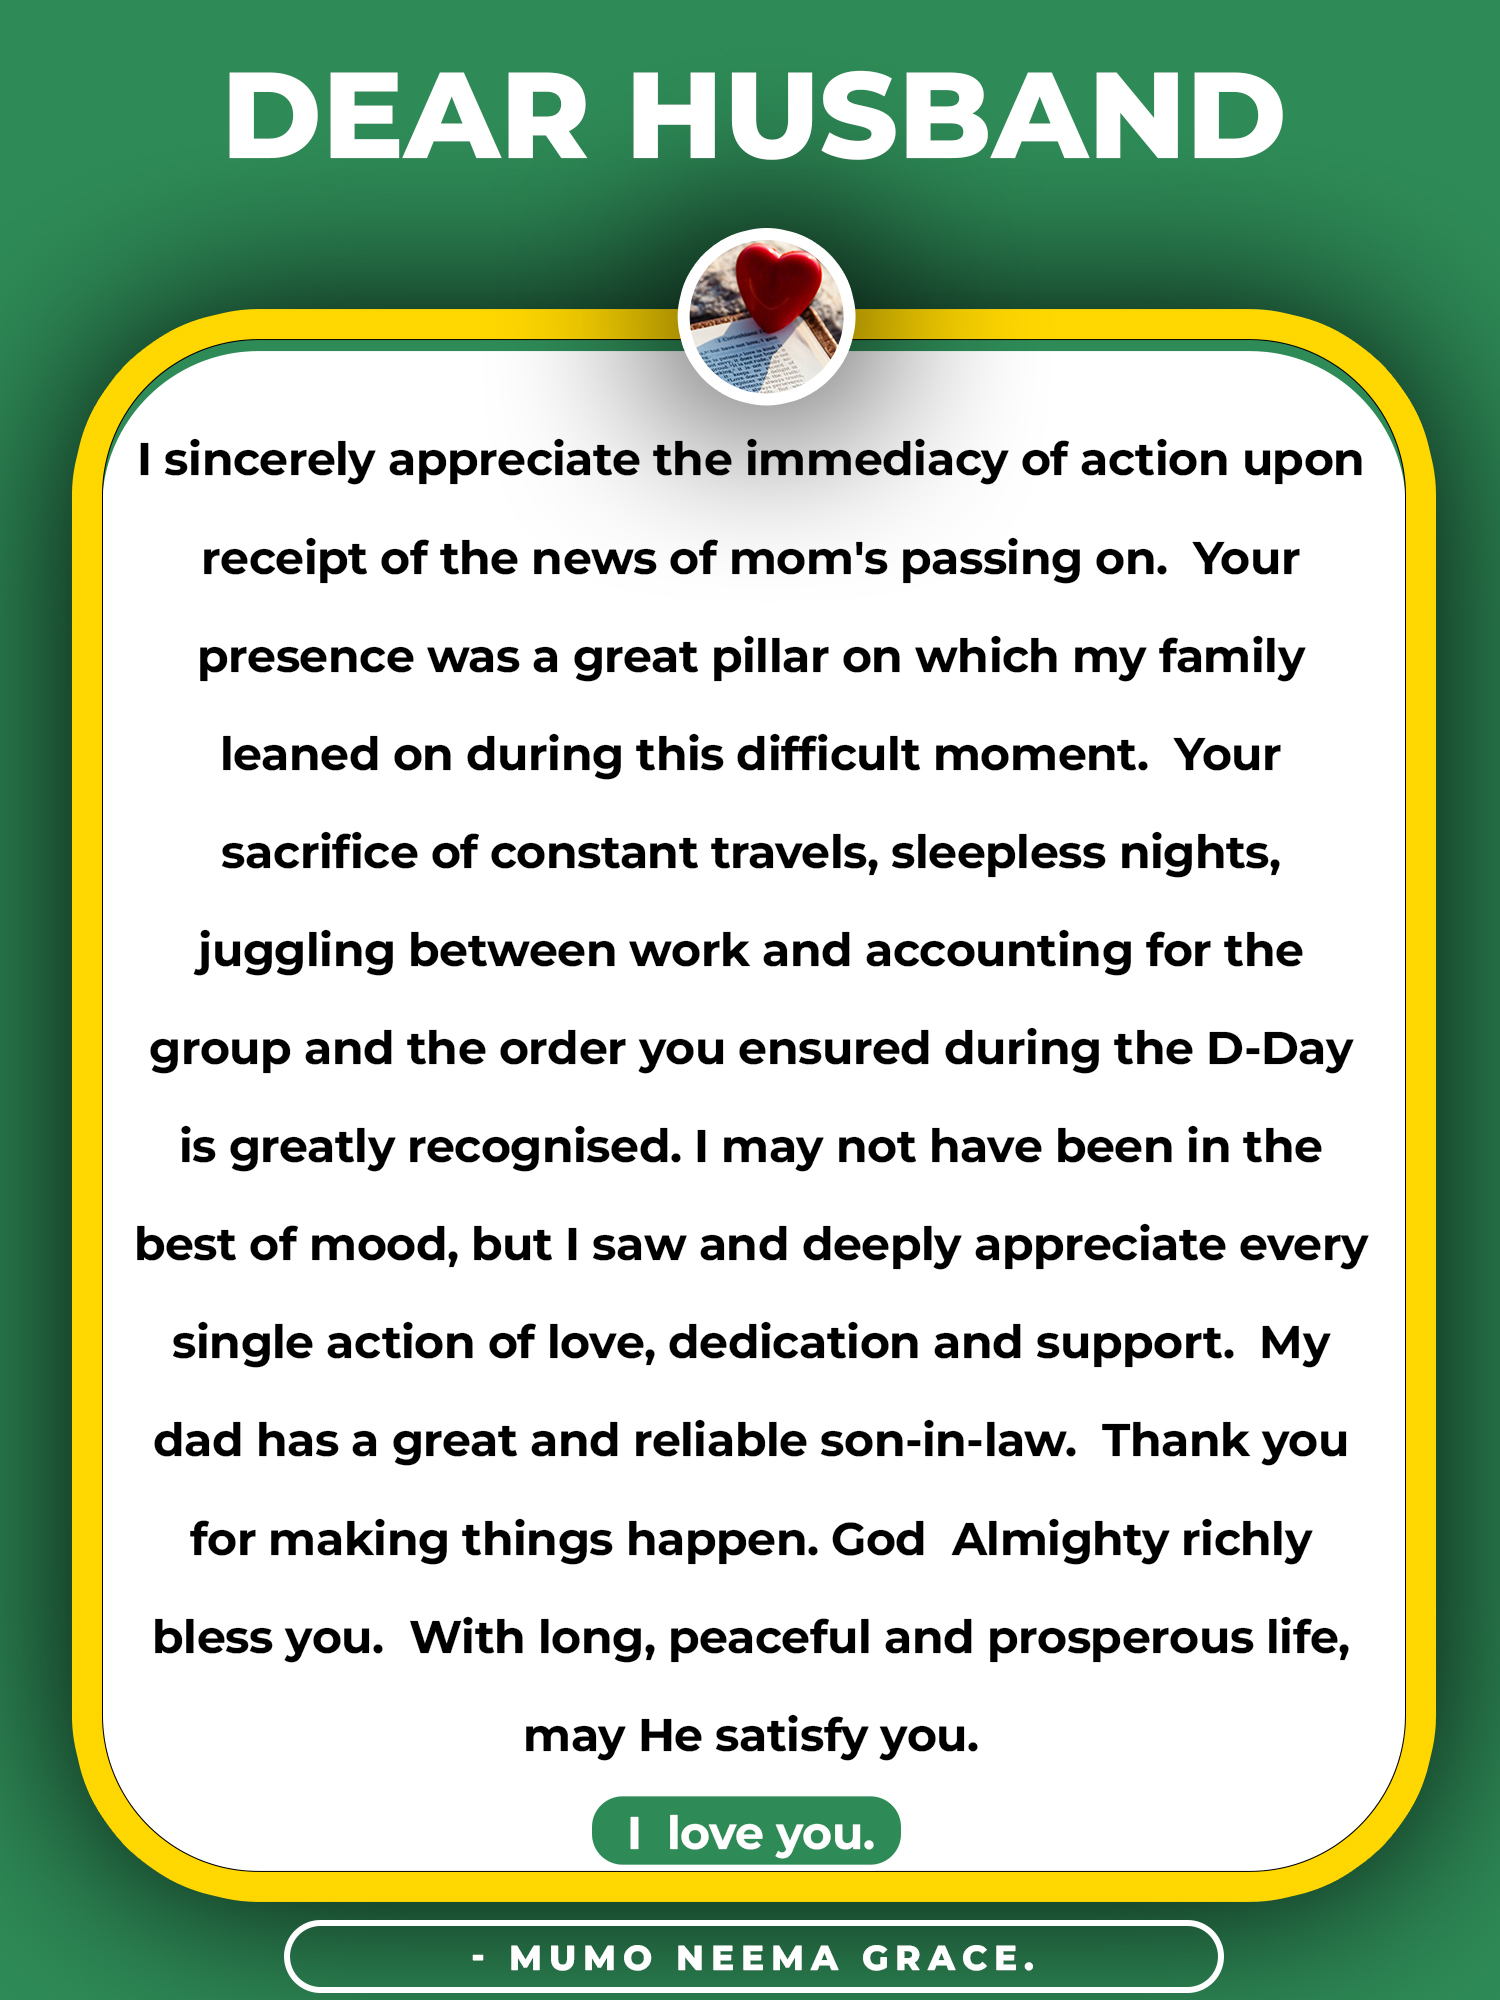 DEAR HUSBAND
I sincerely appreciate the immediacy of action upon
receipt of the news of mom's passing on.  Your
presence was a great pillar on which my family
leaned on during this difficult moment.  Your
sacrifice of constant travels, sleepless nights,
juggling between work and accounting for the
group and the order you ensured during the D-Day
is greatly recognised. I may not have been in the
best of mood, but I saw and deeply appreciate every
single action of love, dedication and support.  My
dad has a great and reliable son-in-law.  Thank you
for making things happen. God  Almighty richly
bless you.  With long, peaceful and prosperous life,
may He satisfy you.
I  love you.
- MUMO NEEMA GRACE.